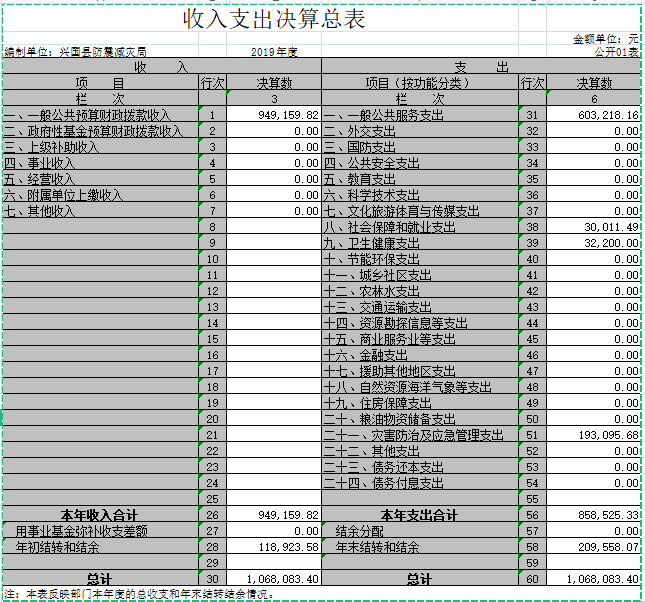 收入支出决算总表
金额单位：元
编制单位：兴国县防震减灾局 2019年度 公开01表
收 入 支 出
项 目 行次 决算数 项目（按功能分类） 行次 决算数
栏 次 3 栏 次 6
一、一般公共预算财政拨款收入 1 949,159.82 一、一般公共服务支出 31 603,218.16
二、政府性基金预算财政拨款收入 2 0.00 二、外交支出 32 0.00
三、上级补助收入 3 0.00 三、国防支出 33 0.00
四、事业收入 4 0.00 四、公共安全支出 34 0.00
五、经营收入 5 0.00 五、教育支出 35 0.00
六、附属单位上缴收入 6 0.00 六、科学技术支出 36 0.00
七、其他收入 7 0.00 七、文化旅游体育与传媒支出 37 0.00
8 八、社会保障和就业支出 38 30,011.49
9 九、卫生健康支出 39 32,200.00
10 十、节能环保支出 40 0.00
11 十一、城乡社区支出 41 0.00
12 十二、农林水支出 42 0.00
13 十三、交通运输支出 43 0.00
14 十四、资源勘探信息等支出 44 0.00
15 十五、商业服务业等支出 45 0.00
16 十六、金融支出 46 0.00
17 十七、援助其他地区支出 47 0.00
18 十八、自然资源海洋气象等支出 48 0.00
19 十九、住房保障支出 49 0.00
20 二十、粮油物资储备支出 50 0.00
21 二十一、灾害防治及应急管理支出 51 193,095.68
22 二十二、其他支出 52 0.00
23 二十三、债务还本支出 53 0.00
24 二十四、债务付息支出 54 0.00
25 55
本年收入合计 26 949,159.82 本年支出合计 56 858,525.33
用事业基金弥补收支差额 27 0.00 结余分配 57 0.00
年初结转和结余 28 118,923.58 年末结转和结余 58 209,558.07
29 59
总计 30 1,068,083.40 总计 60 1,068,083.40
注：本表反映部门本年度的总收支和年末结转结余情况。